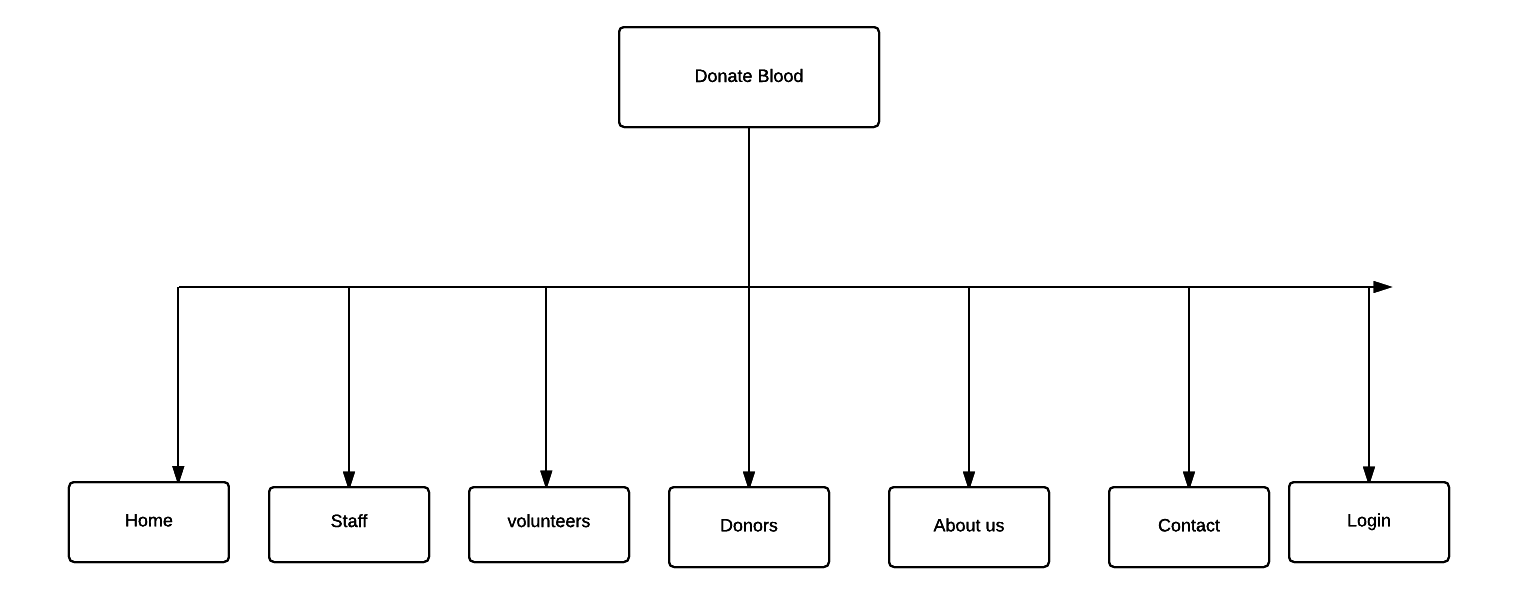 Donate Blood
Home
Staff
volunteers
Donors
About us
Contact
Login